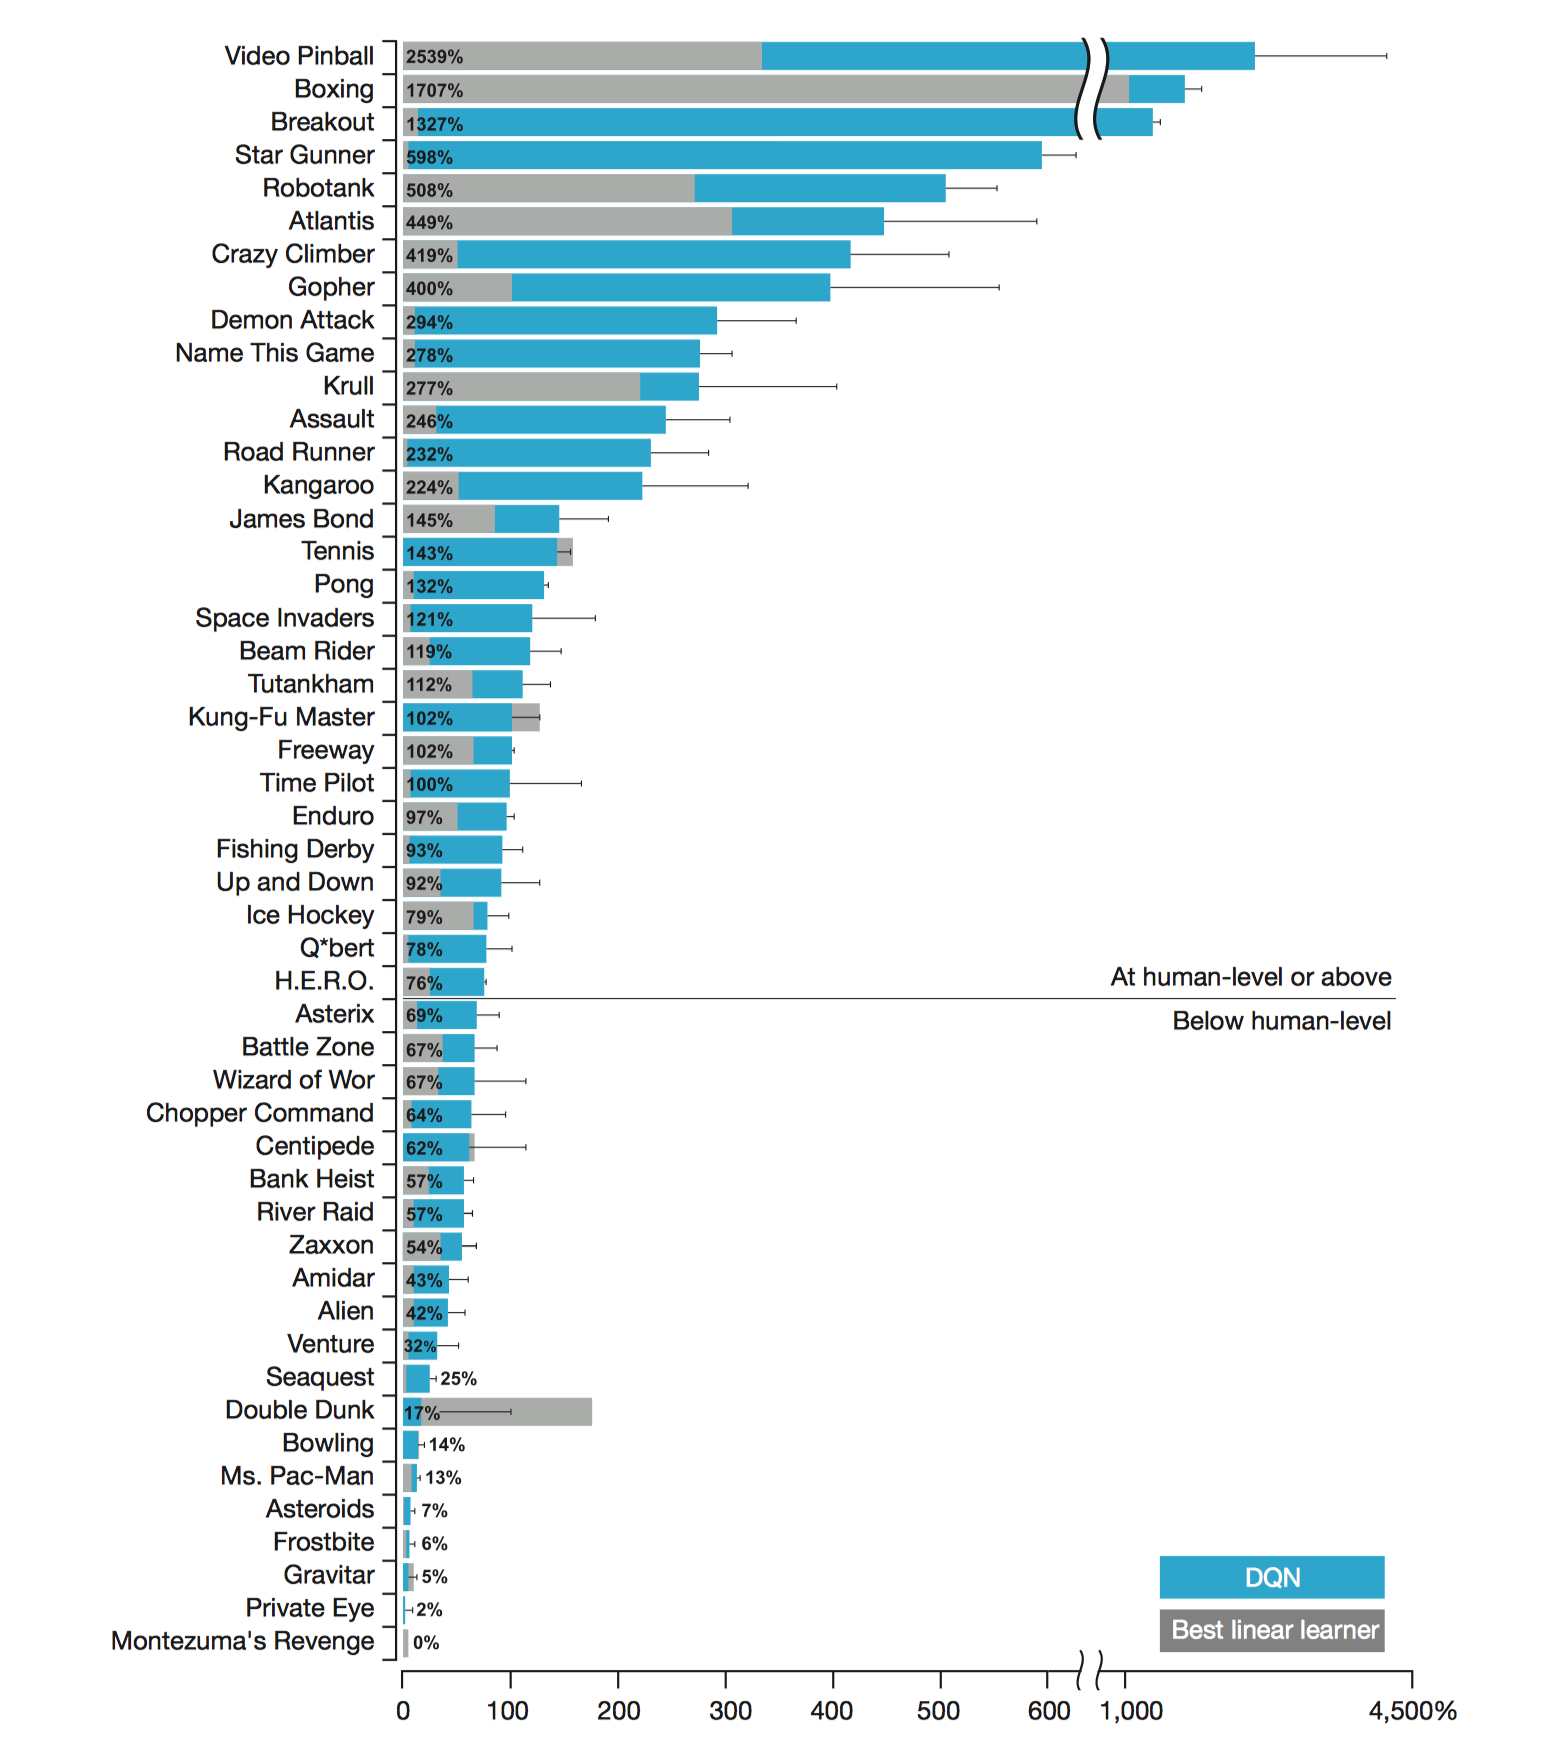 Video Pinball 2539%
Boxing 1707%
Breakout 1327%
Star Gunner 598%
Robotank 508%
Atlantis 449%
Crazy Climber 419%
Gopher 400%
Demon Attack 294%
Name This Game 278%
Krull 277%
Assault 246%
Road Runner 232%
Kangaroo 224%
James Bond 145%
Tennis 143%
Pong 132%
Space Invaders 121%
Beam Rider 119%
Tutankham 112%
Kung-Fu Master 102%
Freeway 102%
Time Pilot 100%
Enduro 97%
Fishing Derby 93%
Up and Down 92%
Ice Hockey 79%
Q*bert 78%
H.E.R.O. 76%
At human-level or above
Asterix 69%
Below human-level
Battle Zone 67%
Wizard of Wor 67%
Chopper Command 64%
Centipede 62%
Bank Heist 57%
River Raid 57%
Zaxxon 54%
Amidar 43%
Alien 42%
Venture 32%
Seaquest 25%
Double Dunk 17%
Bowling 14%
Ms. Pac-Man 13%
Asteroids 7%
Frostbite 6%
Gravitar 5%
Private Eye 2%
Montezuma's Revenge 0%
DQN
Best linear learner
0 100 200 300 400 500 600 1,000 4,500%